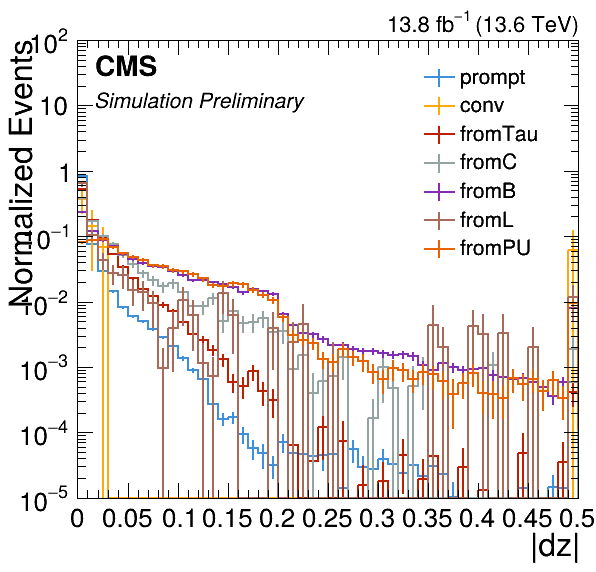 13.8 fb⁻¹ (13.6 TeV)
CMS
Simulation Preliminary
Normalized Events
10²
10
1
10⁻¹
10⁻²
10⁻³
10⁻⁴
10⁻⁵
prompt
conv
fromTau
fromC
fromB
fromL
fromPU
0 0.05 0.1 0.15 0.2 0.25 0.3 0.35 0.4 0.45 0.5
|dz|